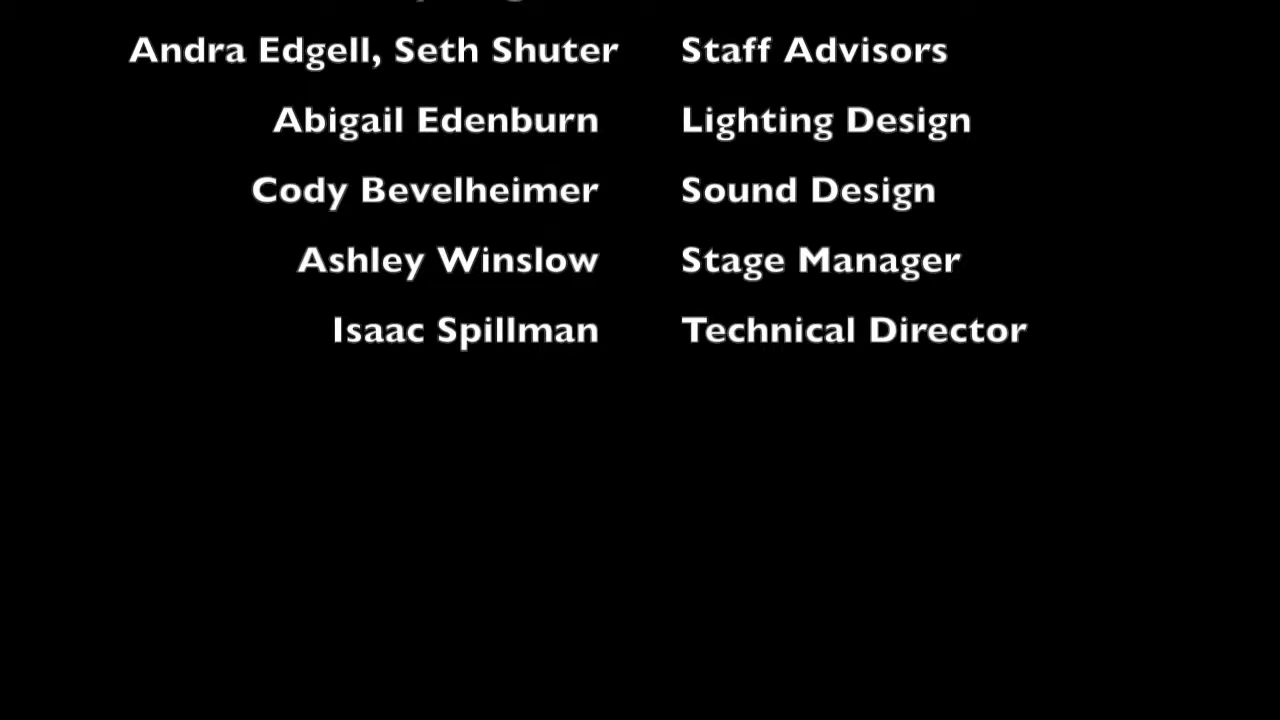 Andra Edgell, Seth Shuter Staff Advisors
Abigail Edenburn Lighting Design
Cody Bevelheimer Sound Design
Ashley Winslow Stage Manager
Isaac Spillman Technical Director